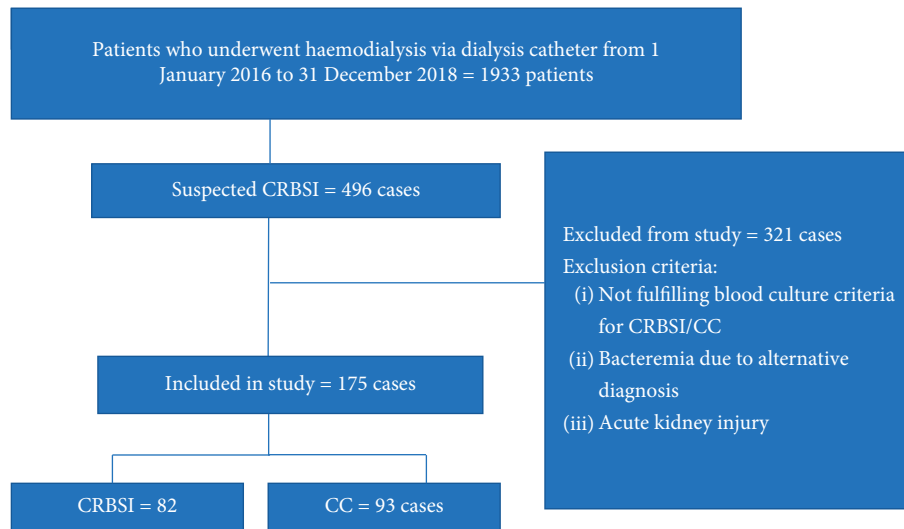 Patients who underwent haemodialysis via dialysis catheter from 1
January 2016 to 31 December 2018 = 1933 patients
Suspected CRBSI = 496 cases
Excluded from study = 321 cases
Exclusion criteria:
(i) Not fulfilling blood culture criteria
for CRBSI/CC
(ii) Bacteremia due to alternative
diagnosis
(iii) Acute kidney injury
Included in study = 175 cases
CRBSI = 82
CC = 93 cases